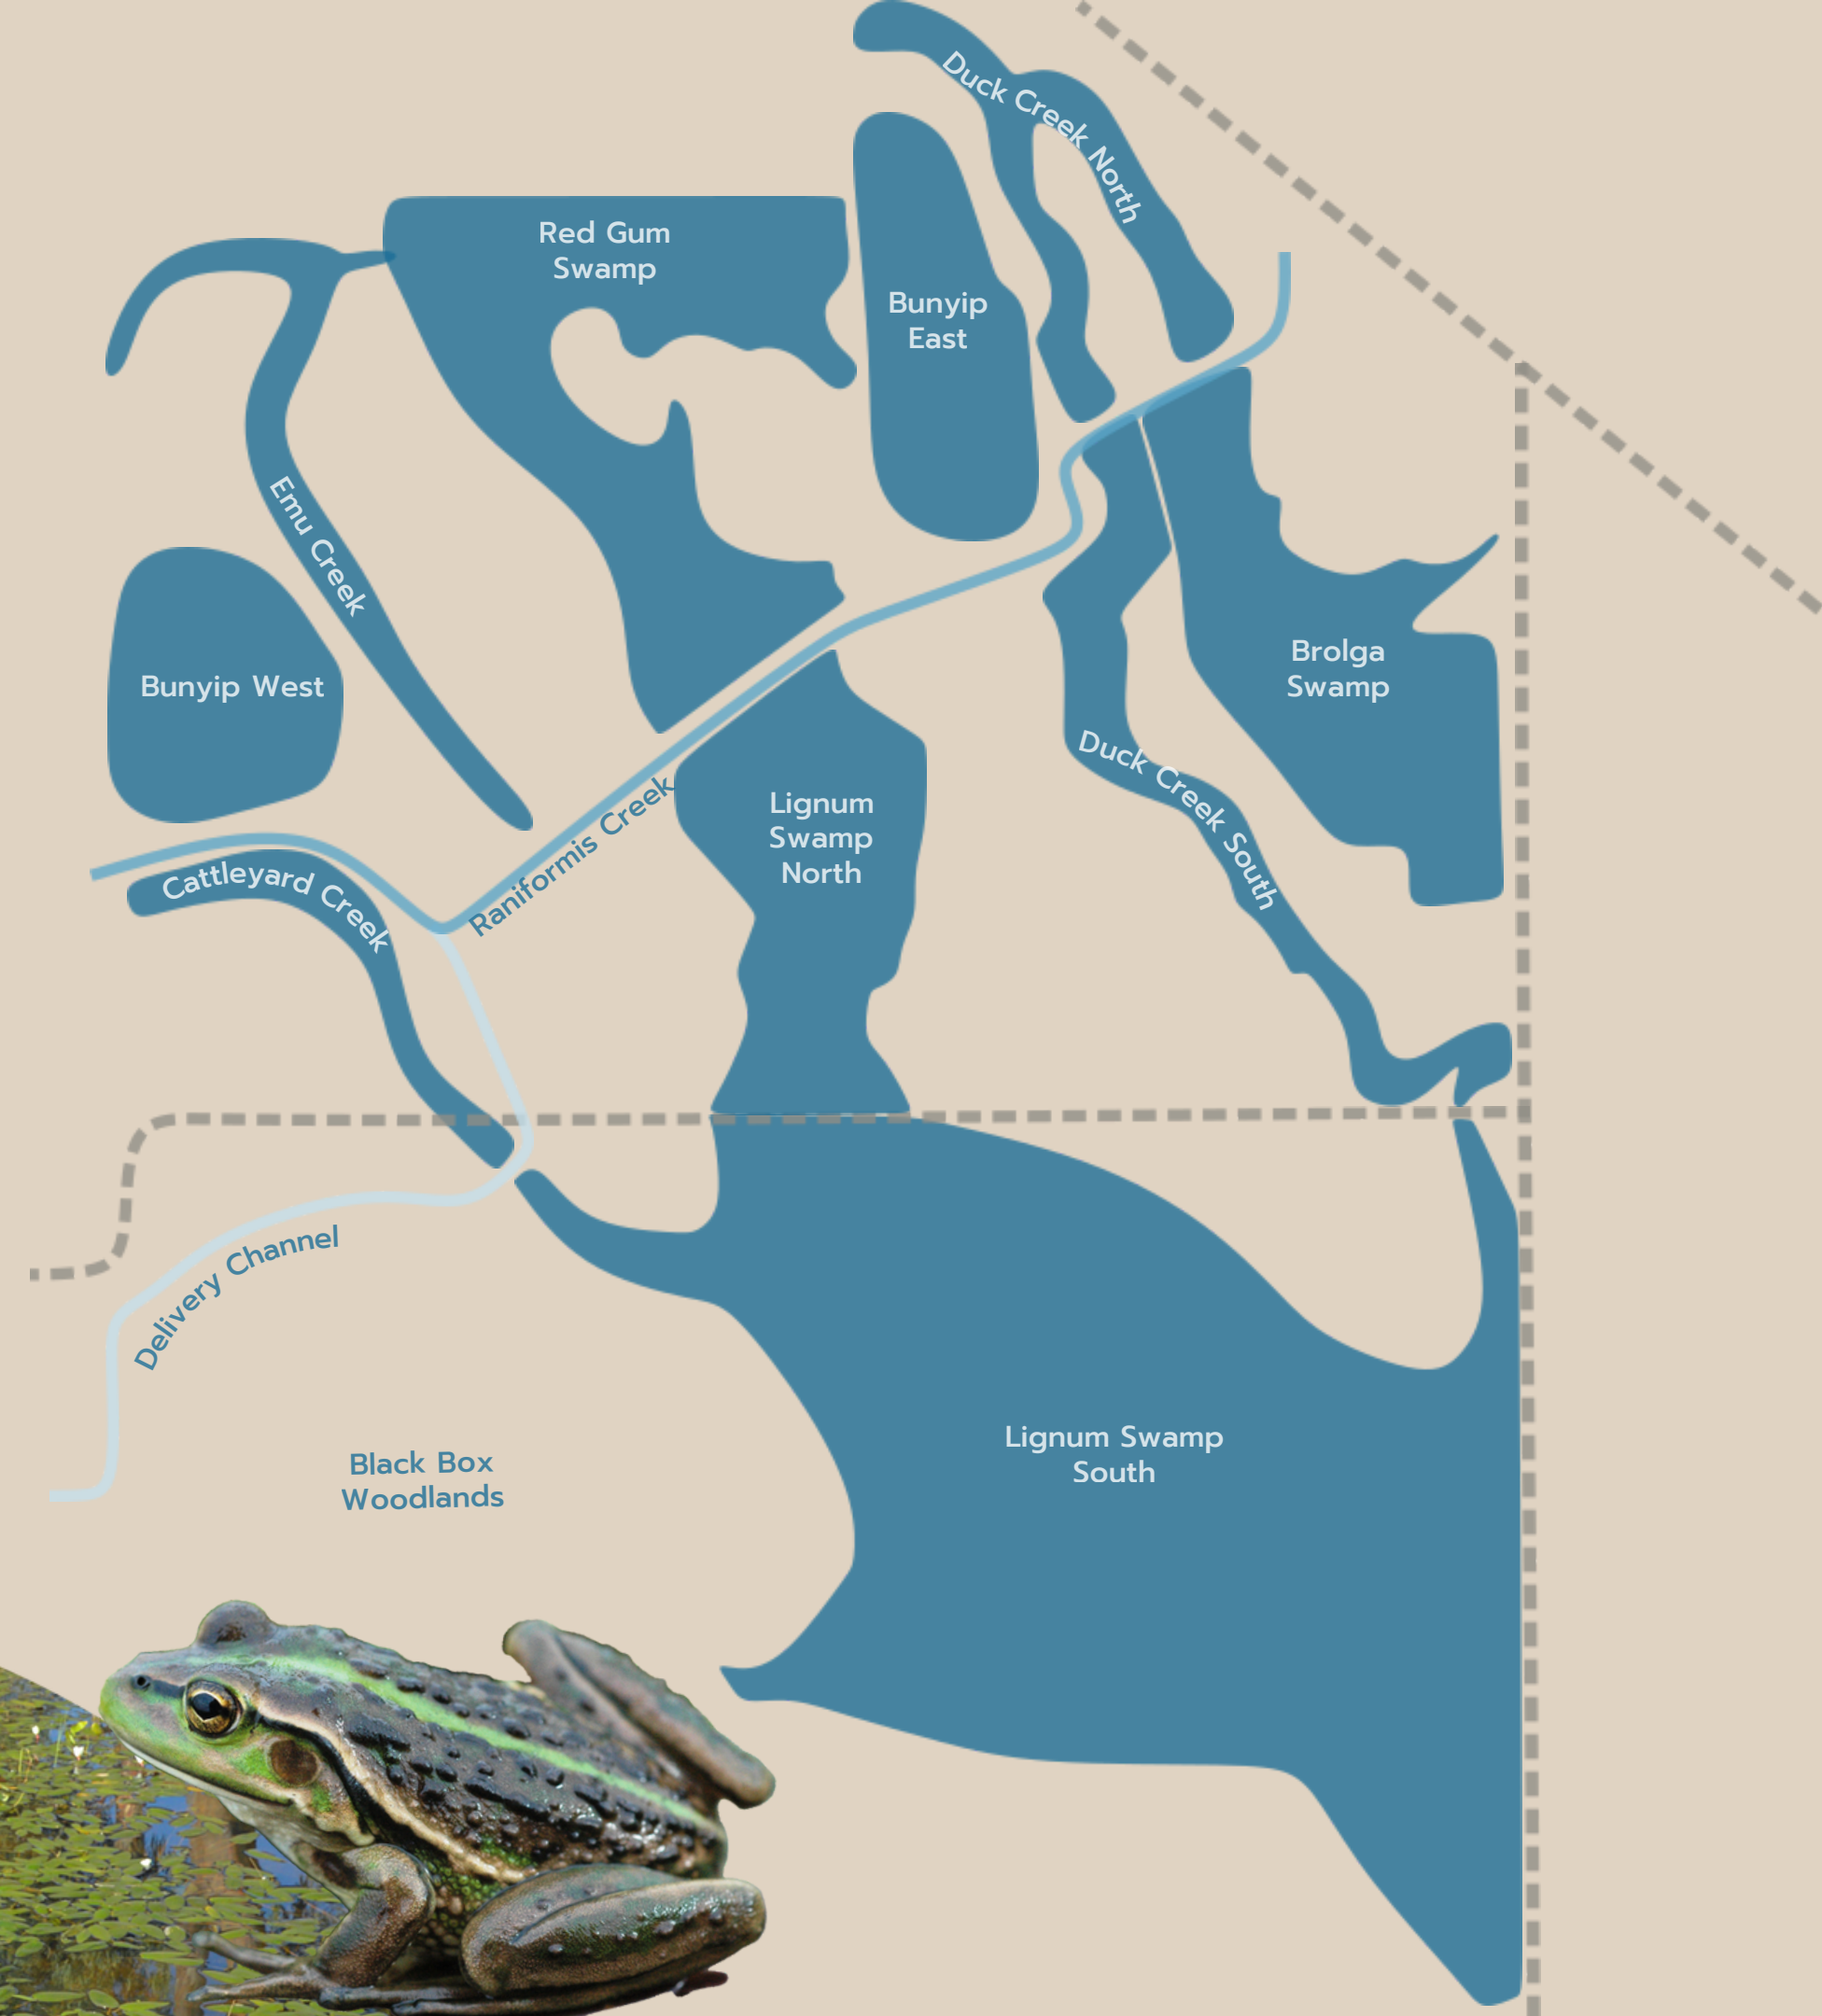 Duck Creek North
Red Gum
Swamp
Bunyip
East
Emu Creek
Bunyip West
Brolga
Swamp
Duck Creek South
Lignum
Swamp
North
Raniformis Creek
Cattleyard Creek
Delivery Channel
Lignum Swamp
South
Black Box
Woodlands